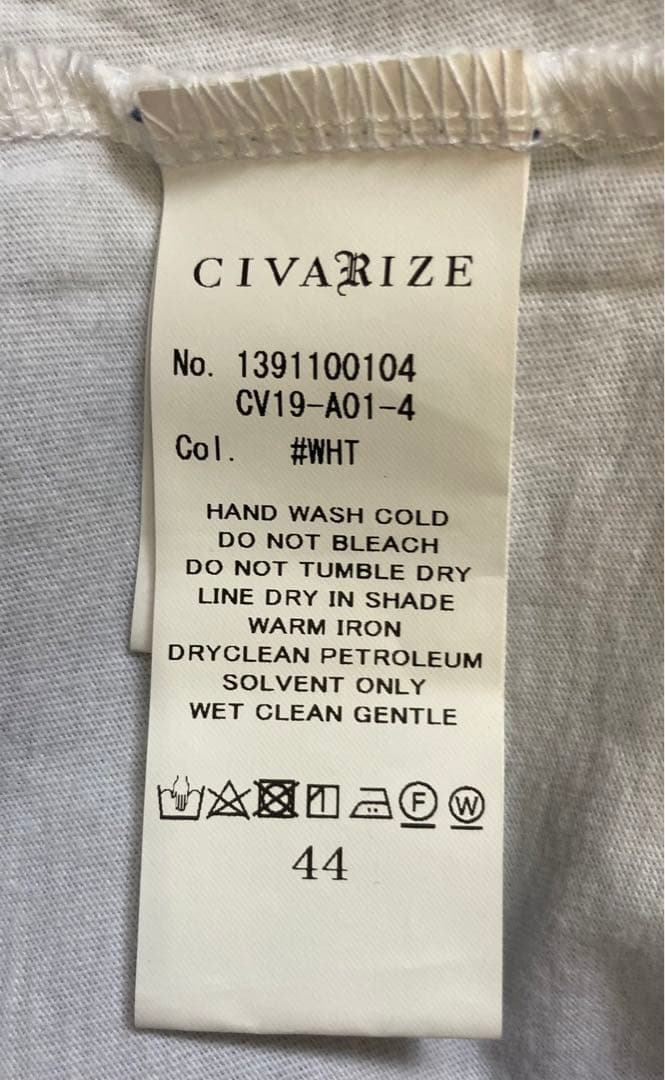 CIVARIZE
No. 1391100104
CV19-A01-4
Col. #WHT
HAND WASH COLD
DO NOT BLEACH
DO NOT TUMBLE DRY
LINE DRY IN SHADE
WARM IRON
DRYCLEAN PETROLEUM
SOLVENT ONLY
WET CLEAN GENTLE
F W
44